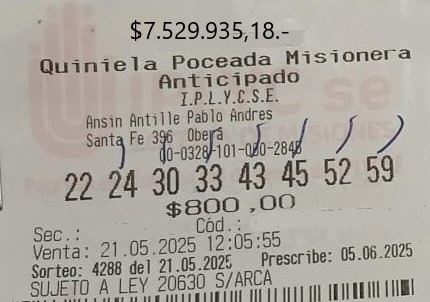 $7.529.935,18.-
Quiniela Poceada Misionera
Anticipado
I.P.L.Y.C.S.E.
Ansin Antille Pablo Andres
Santa Fe 396 Oberá
00-0328-101-000-2845
22 24 30 33 43 45 52 59
$800,00
Sec.: Cód.:
Venta: 21.05.2025 12:05:55
Sorteo: 4288 del 21.05.2025 Prescribe: 05.06.2025
SUJETO A LEY 20630 S/ARCA